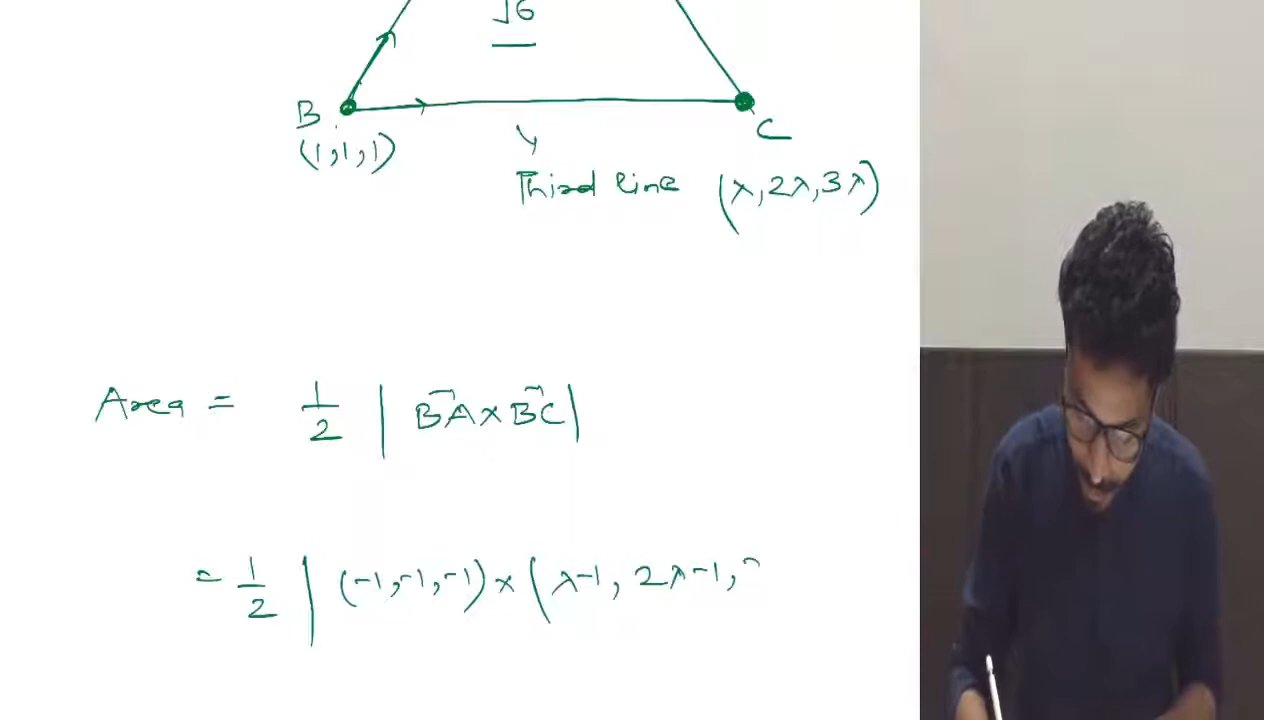 √6
B
(1,1,1)
C
Third line (λ,2λ,3λ)
Area = 1/2 | B⃗A × B⃗C |
= 1/2 | (-1,-1,-1) × (λ-1, 2λ-1,